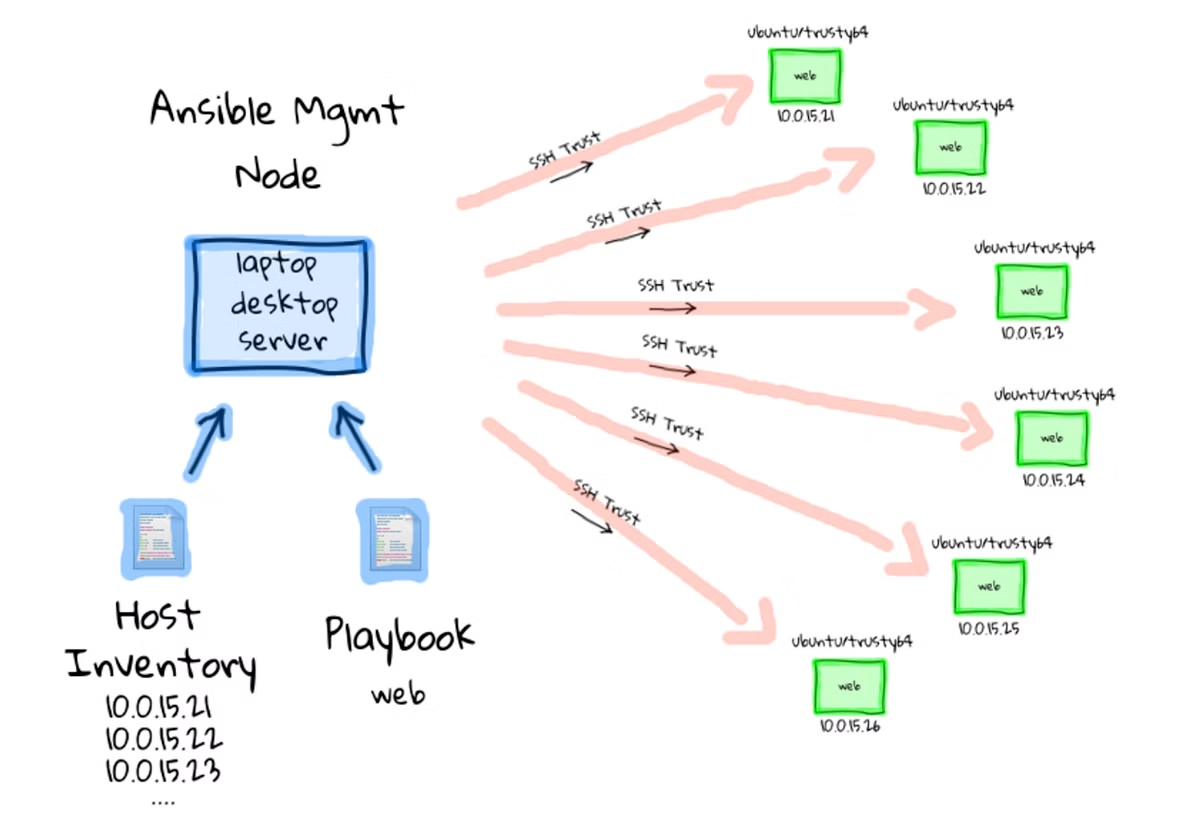 Ansible Mgmt
Node
laptop
desktop
server
Host
Inventory
10.0.15.21
10.0.15.22
10.0.15.23
....
Playbook
web
SSH Trust
SSH Trust
SSH Trust
SSH Trust
SSH Trust
SSH Trust
ubuntu/trusty64
web
10.0.15.21
ubuntu/trusty64
web
10.0.15.22
ubuntu/trusty64
web
10.0.15.23
ubuntu/trusty64
web
10.0.15.24
ubuntu/trusty64
web
10.0.15.25
ubuntu/trusty64
web
10.0.15.26